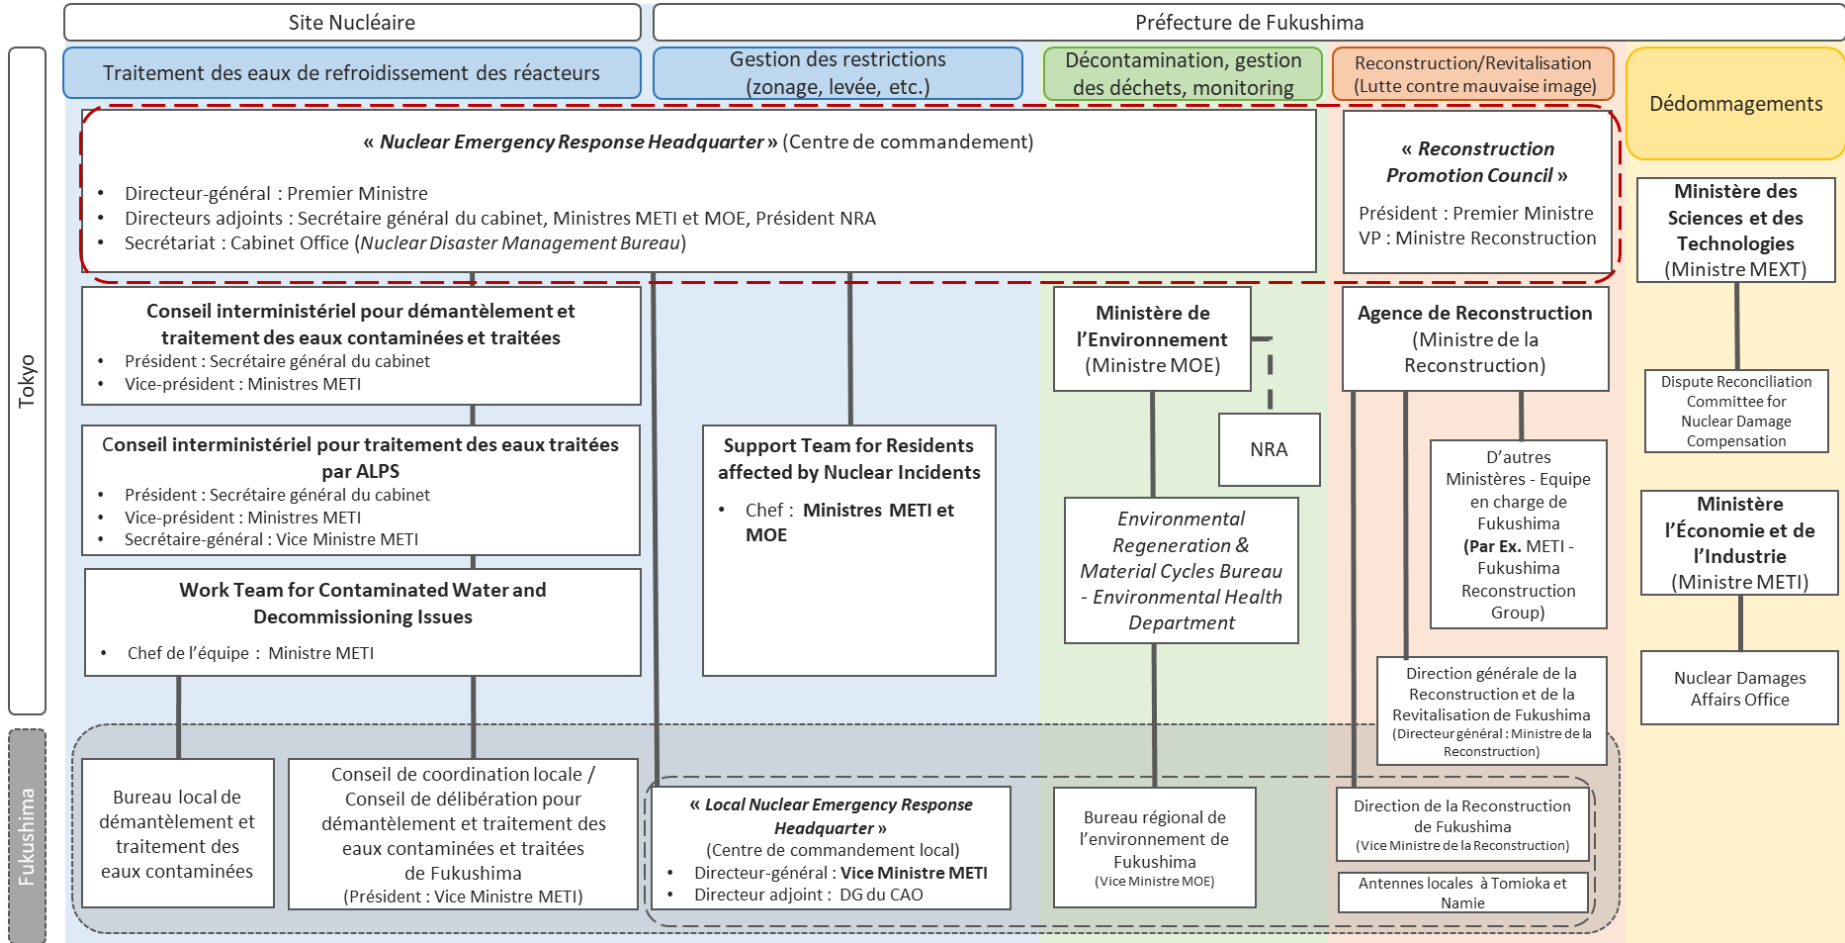 Site Nucléaire
Préfecture de Fukushima
Traitement des eaux de refroidissement des réacteurs
Gestion des restrictions
(zonage, levée, etc.)
Décontamination, gestion
des déchets, monitoring
Reconstruction/Revitalisation
(Lutte contre mauvaise image)
Dédommagements
Tokyo
« Nuclear Emergency Response Headquarter » (Centre de commandement)
• Directeur-général : Premier Ministre
• Directeurs adjoints : Secrétaire général du cabinet, Ministres METI et MOE, Président NRA
• Secrétariat : Cabinet Office (Nuclear Disaster Management Bureau)
« Reconstruction
Promotion Council »
Président : Premier Ministre
VP : Ministre Reconstruction
Ministère des
Sciences et des
Technologies
(Ministre MEXT)
Conseil interministériel pour démantèlement et
traitement des eaux contaminées et traitées
• Président : Secrétaire général du cabinet
• Vice-président : Ministres METI
Ministère de
l’Environnement
(Ministre MOE)
Agence de Reconstruction
(Ministre de la
Reconstruction)
Dispute Reconciliation
Committee for
Nuclear Damage
Compensation
NRA
Conseil interministériel pour traitement des eaux traitées
par ALPS
• Président : Secrétaire général du cabinet
• Vice-président : Ministres METI
• Secrétaire-général : Vice Ministre METI
Support Team for Residents
affected by Nuclear Incidents
• Chef : Ministres METI et
MOE
D’autres
Ministères - Equipe
en charge de
Fukushima
(Par Ex. METI -
Fukushima
Reconstruction
Group)
Environmental
Regeneration &
Material Cycles Bureau
- Environmental Health
Department
Ministère
l’Économie et de
l’Industrie
(Ministre METI)
Work Team for Contaminated Water and
Decommissioning Issues
• Chef de l’équipe : Ministre METI
Direction générale de la
Reconstruction et de la
Revitalisation de Fukushima
(Directeur général : Ministre de la
Reconstruction)
Nuclear Damages
Affairs Office
Fukushima
Bureau local de
démantèlement et
traitement des
eaux contaminées
Conseil de coordination locale /
Conseil de délibération pour
démantèlement et traitement des
eaux contaminées et traitées
de Fukushima
(Président : Vice Ministre METI)
« Local Nuclear Emergency Response
Headquarter »
(Centre de commandement local)
• Directeur-général : Vice Ministre METI
• Directeur adjoint : DG du CAO
Bureau régional de
l’environnement de
Fukushima
(Vice Ministre MOE)
Direction de la Reconstruction
de Fukushima
(Vice Ministre de la Reconstruction)
Antennes locales à Tomioka et
Namie